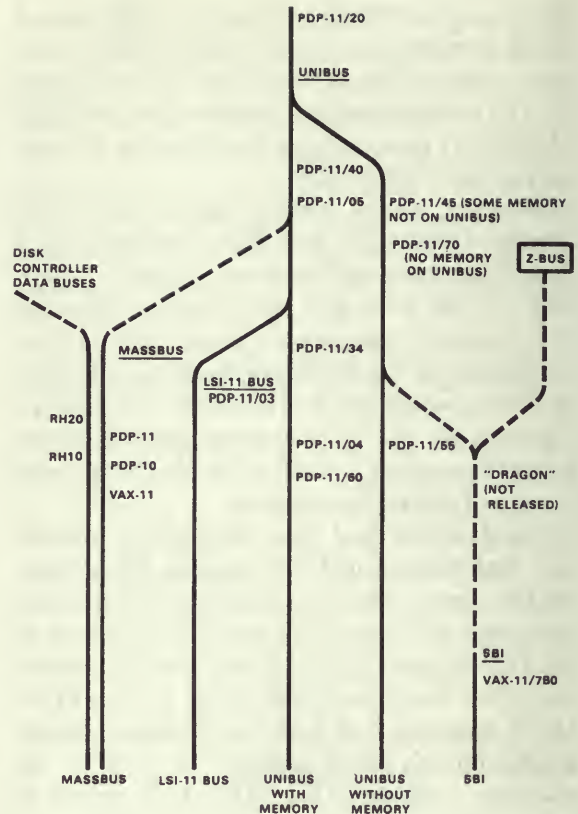 PDP-11/20
UNIBUS
PDP-11/40
PDP-11/05
PDP-11/45 (SOME MEMORY
NOT ON UNIBUS)
PDP-11/70
(NO MEMORY
ON UNIBUS)
Z-BUS
DISK
CONTROLLER
DATA BUSES
MASSBUS
PDP-11/34
LSI-11 BUS
PDP-11/03
RH20
PDP-11
RH10
PDP-10
VAX-11
PDP-11/04
PDP-11/60
PDP-11/55
"DRAGON"
(NOT
RELEASED)
SBI
VAX-11/780
MASSBUS
LSI-11 BUS
UNIBUS
WITH
MEMORY
UNIBUS
WITHOUT
MEMORY
SBI